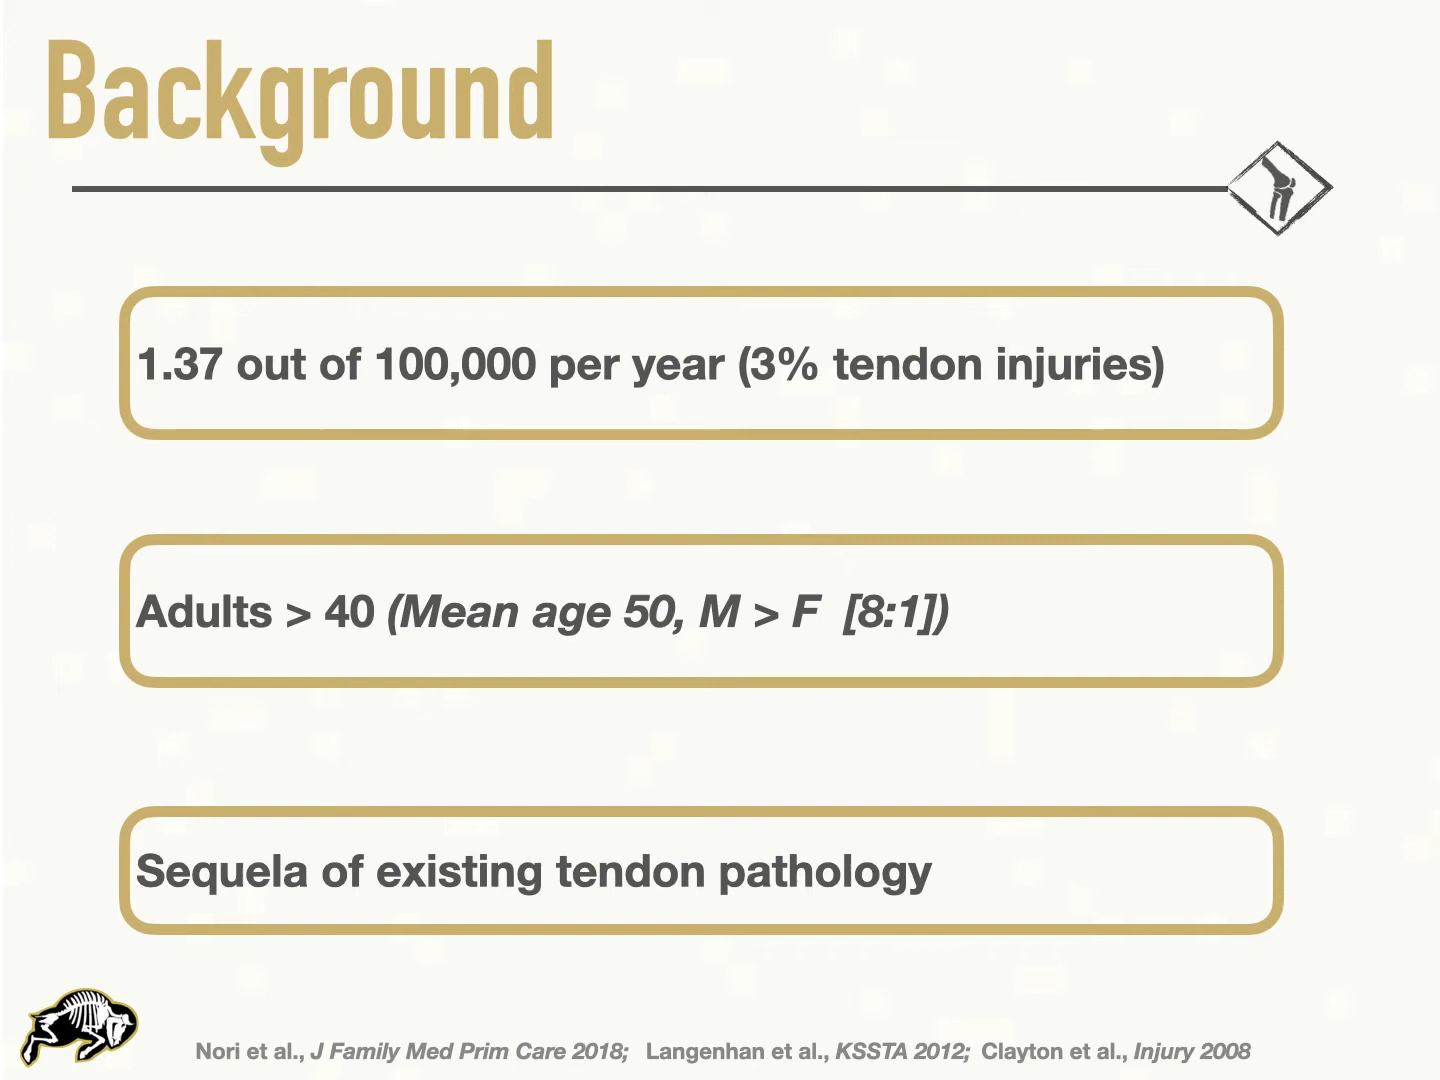 Background
1.37 out of 100,000 per year (3% tendon injuries)
Adults > 40 (Mean age 50, M > F [8:1])
Sequela of existing tendon pathology
Nori et al., J Family Med Prim Care 2018; Langenhan et al., KSSTA 2012; Clayton et al., Injury 2008